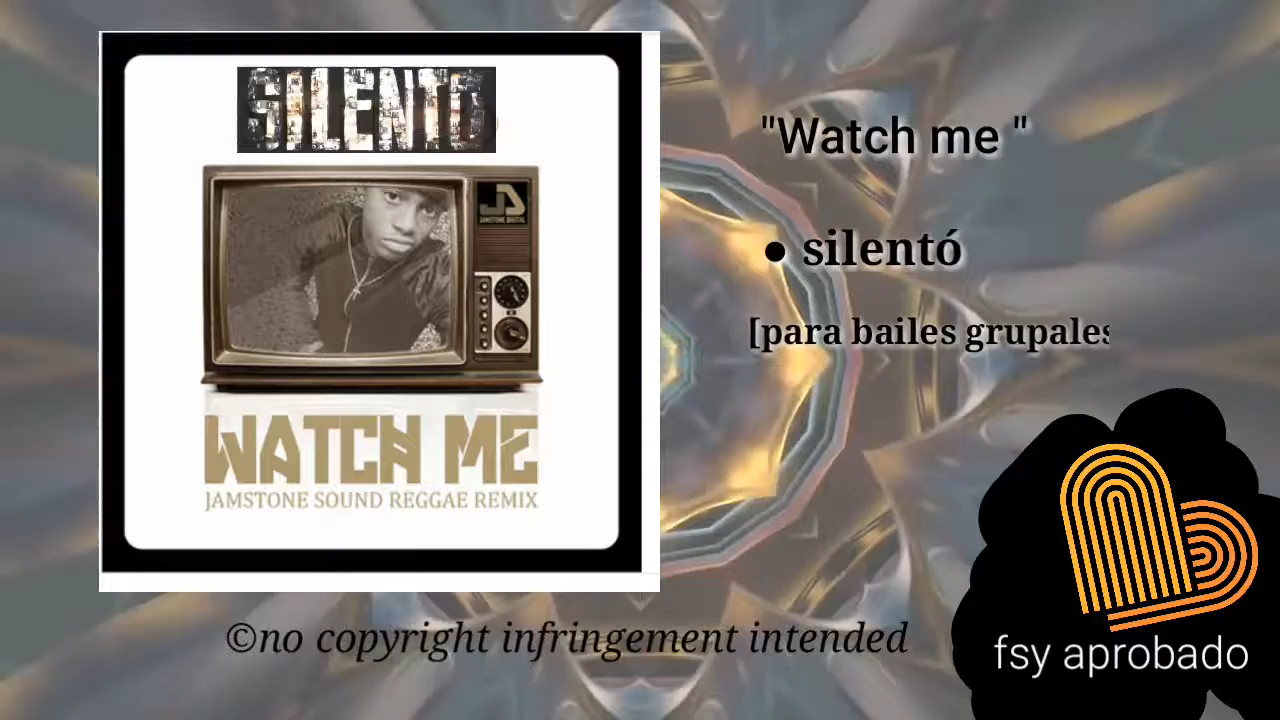 SILENTO
JD
JAMSTONE DIGITAL
WATCH ME
JAMSTONE SOUND REGGAE REMIX
"Watch me "
• silentó
[para bailes grupales
©no copyright infringement intended
fsy aprobado